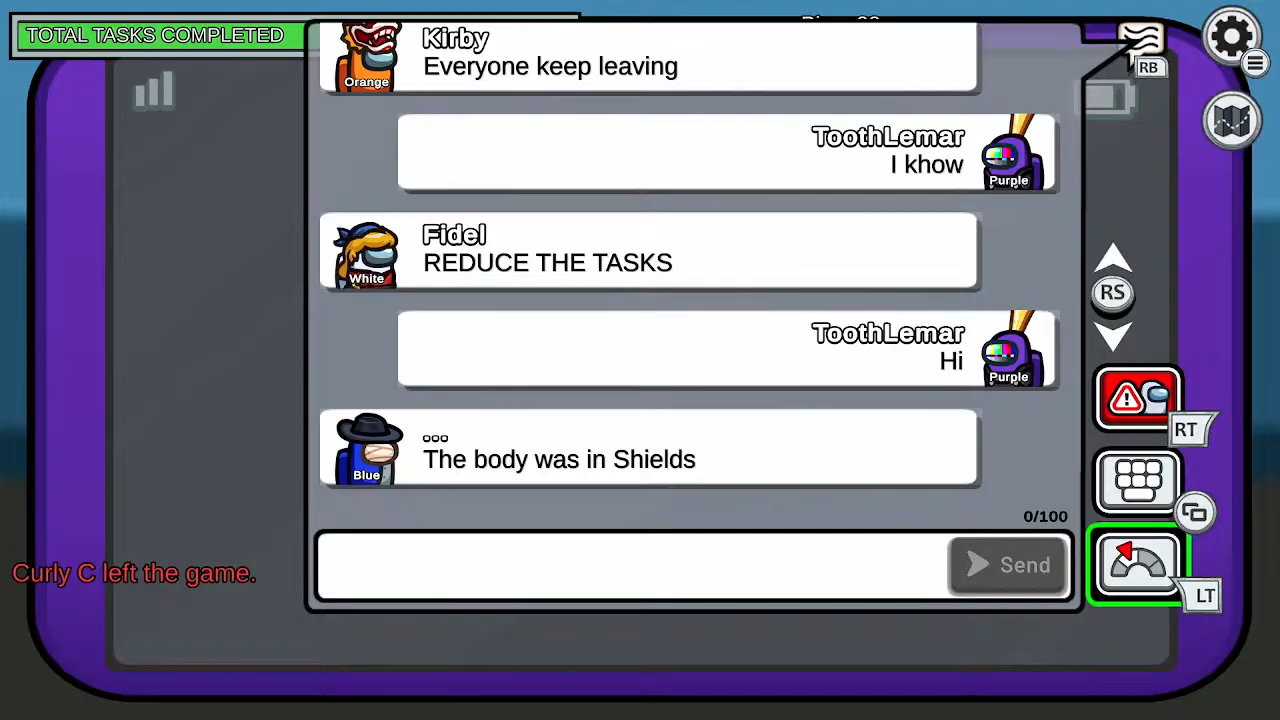 TOTAL TASKS COMPLETED
Kirby
Everyone keep leaving
Orange
RB
ToothLemar
I khow
Purple
Fidel
REDUCE THE TASKS
White
RS
ToothLemar
Hi
Purple
RT
...
The body was in Shields
Blue
0/100
Send
Curly C left the game.
LT